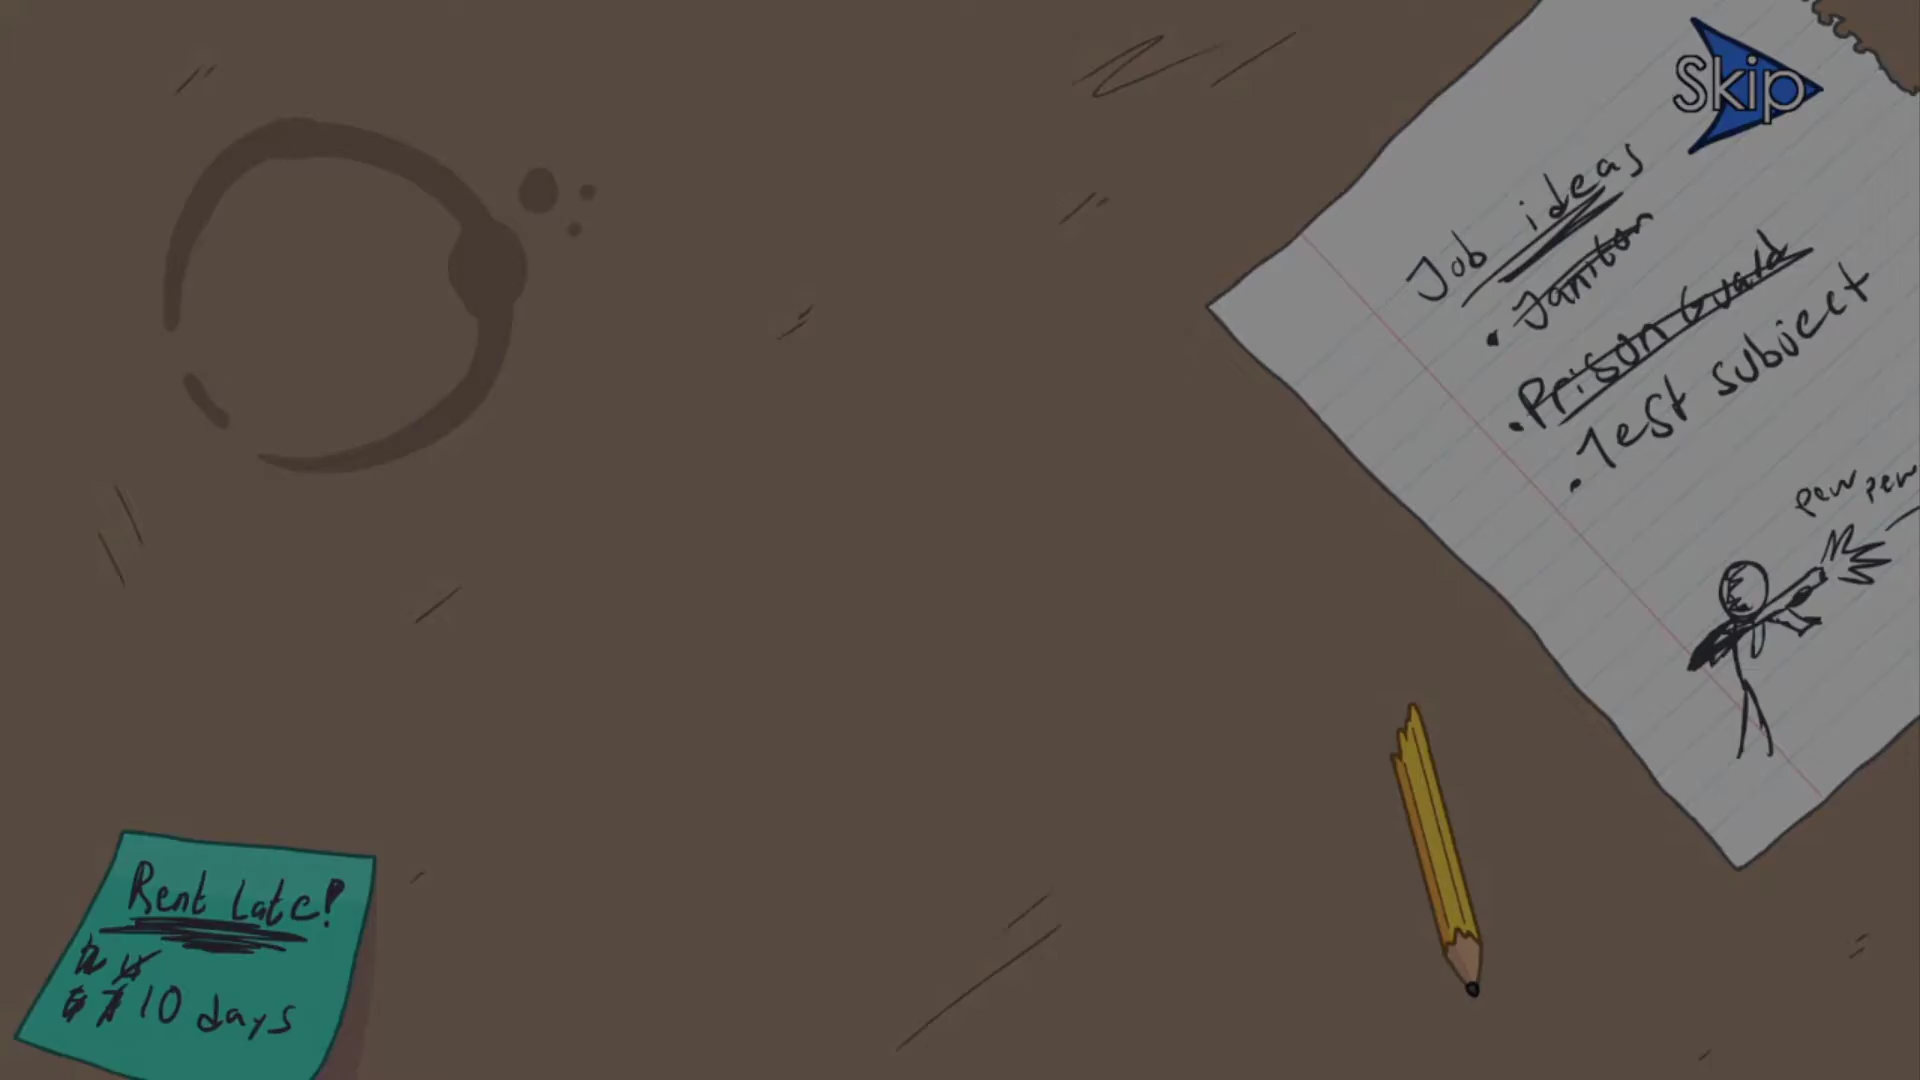 Skip
Job ideas
• Janitor
• Prison Guard
• Test subject
pew pew
Rent Late!
10 days